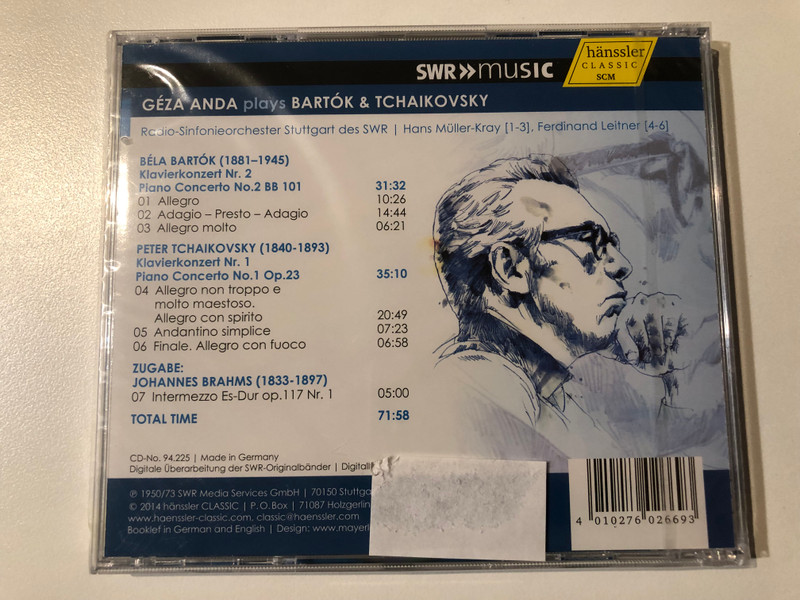 SWR>>music
hänssler
CLASSIC
SCM
GÉZA ANDA plays BARTÓK & TCHAIKOVSKY
Radio-Sinfonieorchester Stuttgart des SWR | Hans Müller-Kray [1-3], Ferdinand Leitner [4-6]
BÉLA BARTÓK (1881–1945)
Klavierkonzert Nr. 2
Piano Concerto No.2 BB 101 31:32
01 Allegro 10:26
02 Adagio – Presto – Adagio 14:44
03 Allegro molto 06:21
PETER TCHAIKOVSKY (1840-1893)
Klavierkonzert Nr. 1
Piano Concerto No.1 Op.23 35:10
04 Allegro non troppo e
molto maestoso.
Allegro con spirito 20:49
05 Andantino simplice 07:23
06 Finale. Allegro con fuoco 06:58
ZUGABE:
JOHANNES BRAHMS (1833-1897)
07 Intermezzo Es-Dur op.117 Nr. 1 05:00
TOTAL TIME 71:58
CD-No. 94.225 | Made in Germany
Digitale Überarbeitung der SWR-Originalbänder |
℗ 1950/73 SWR Media Services GmbH | 70150
© 2014 hänssler CLASSIC | P.O.Box | 71087
www.haenssler-classic.com, classic@haenssler.com
Booklet in German and English | Design:
4 010276 026693